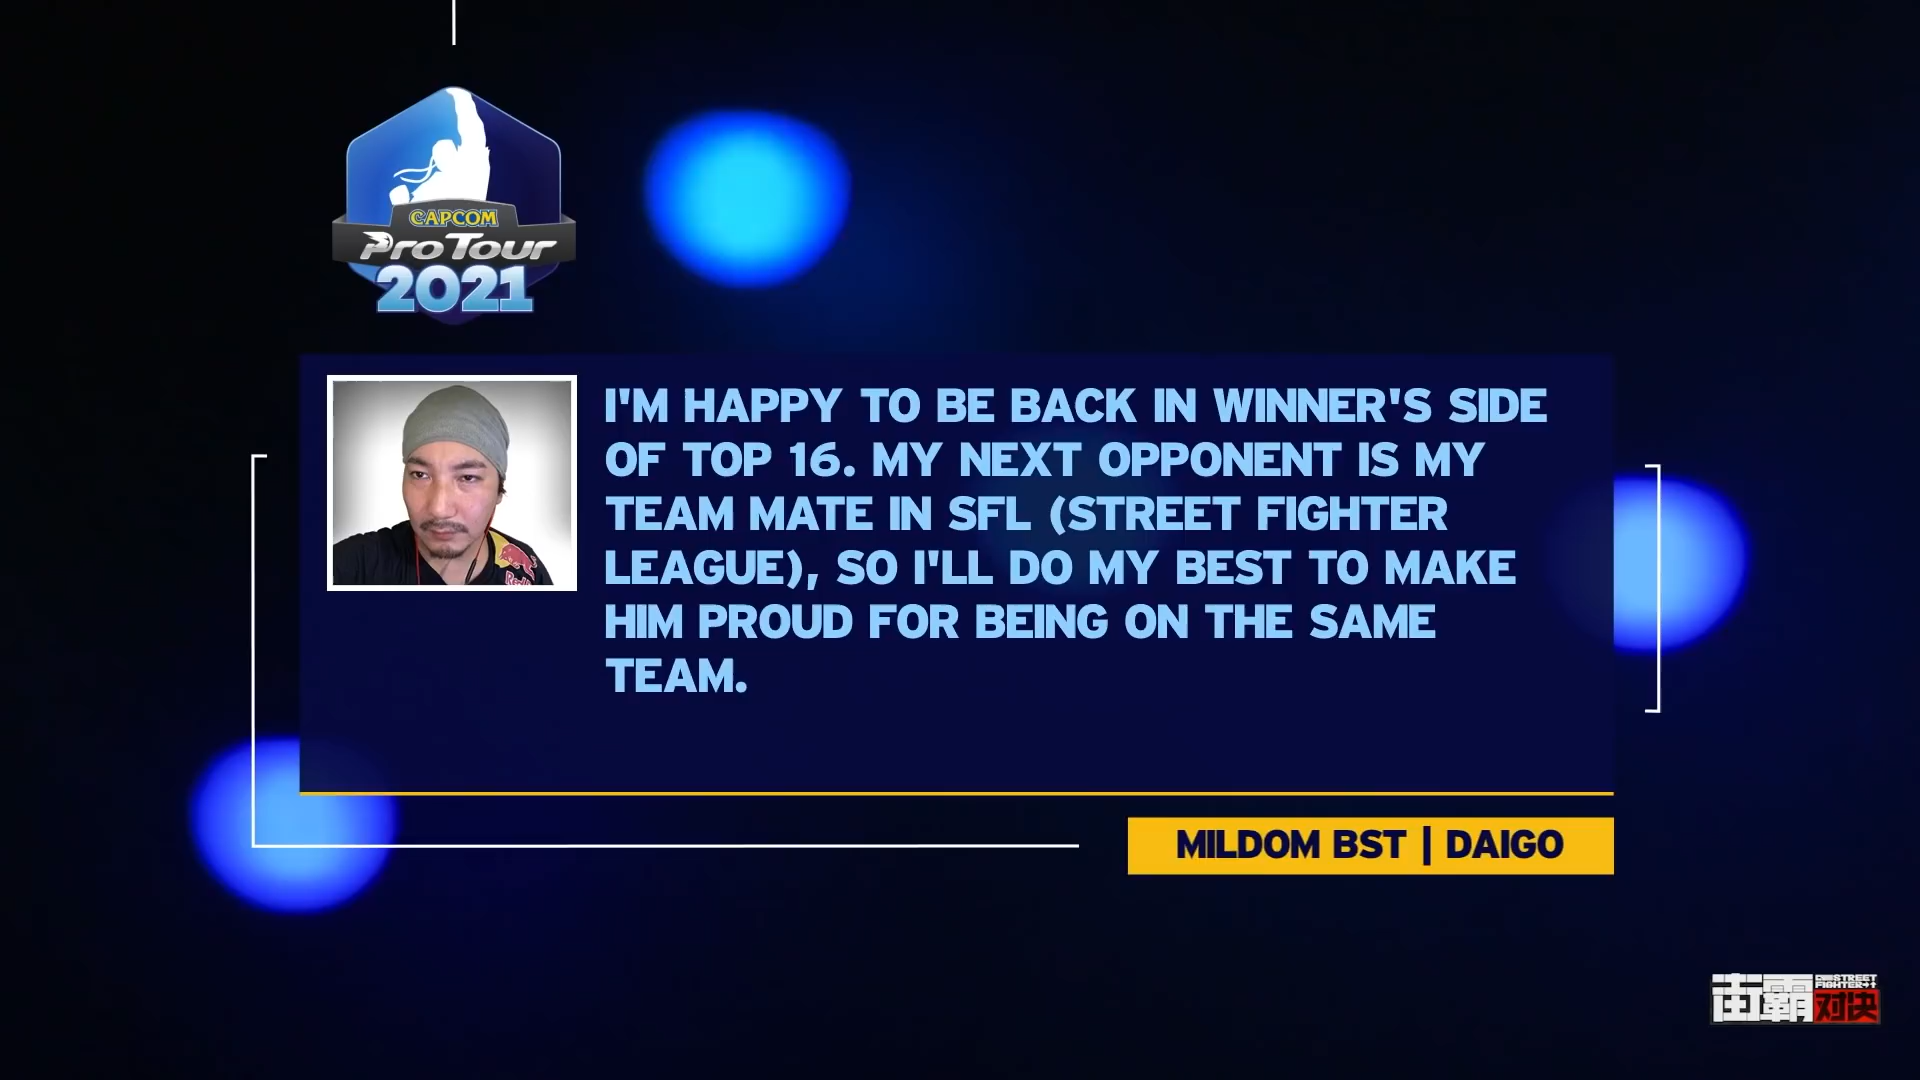 CAPCOM
Pro Tour
2021
I'M HAPPY TO BE BACK IN WINNER'S SIDE
OF TOP 16. MY NEXT OPPONENT IS MY
TEAM MATE IN SFL (STREET FIGHTER
LEAGUE), SO I'LL DO MY BEST TO MAKE
HIM PROUD FOR BEING ON THE SAME
TEAM.
MILDOM BST | DAIGO
街霸
STREET
FIGHTER
对决